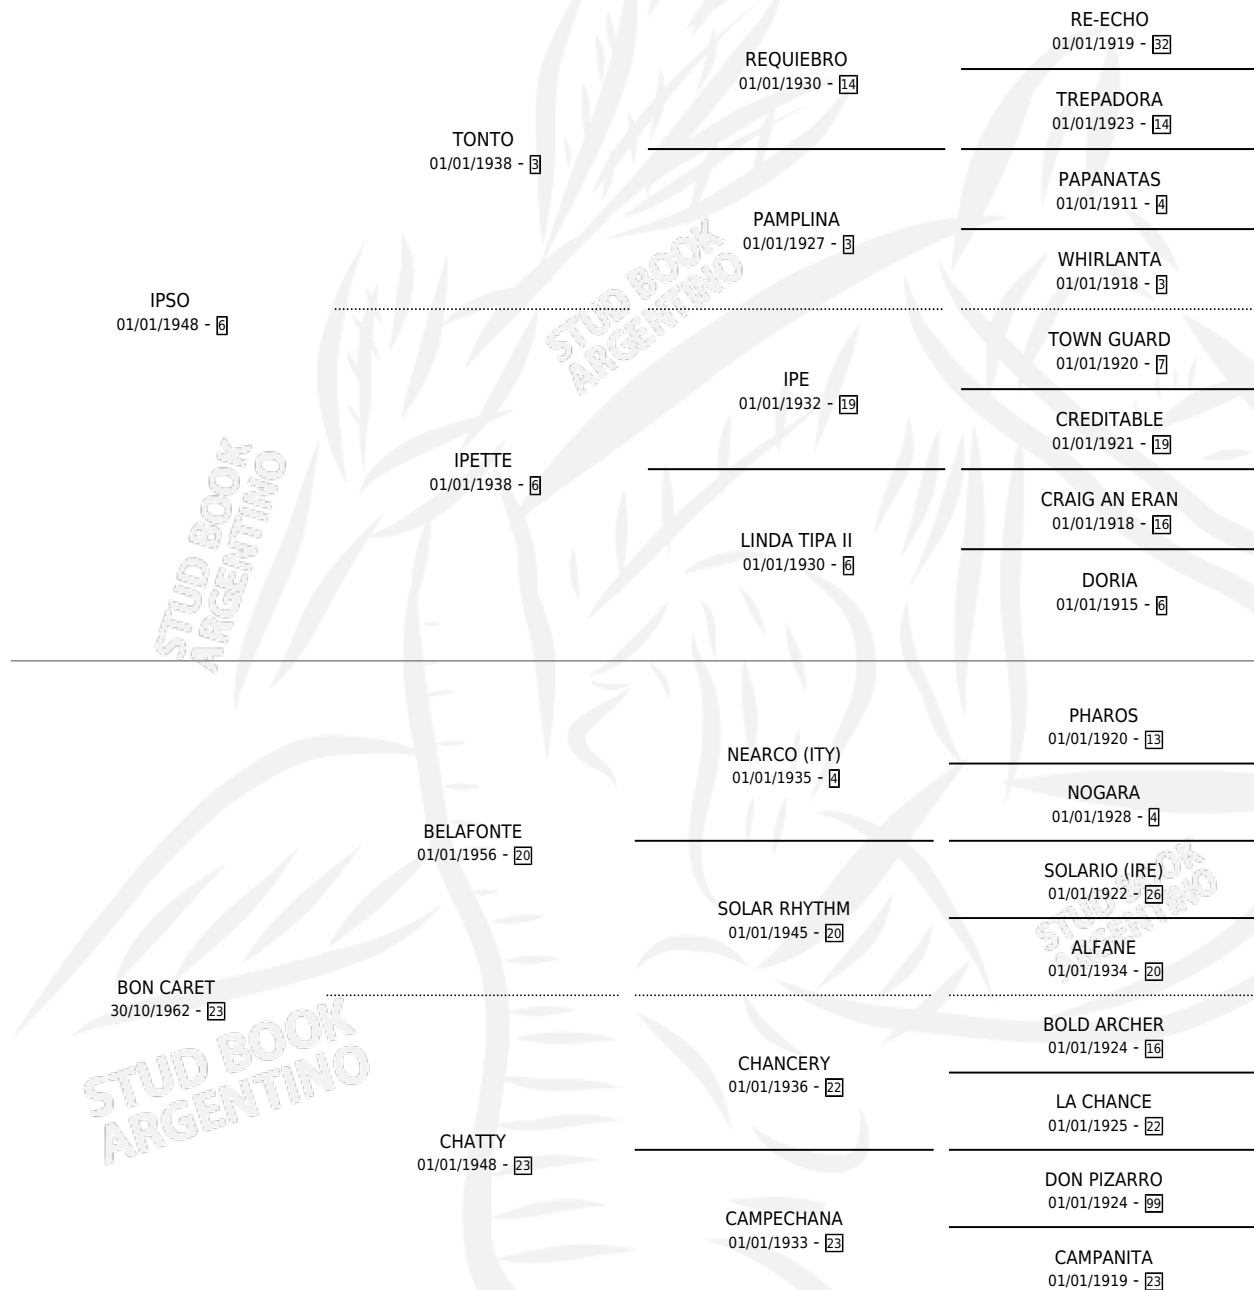 RE-ECHO
01/01/1919 - 32
REQUIEBRO
01/01/1930 - 14
TREPADORA
01/01/1923 - 14
TONTO
01/01/1938 - 3
PAPANATAS
01/01/1911 - 4
PAMPLINA
01/01/1927 - 3
WHIRLANTA
01/01/1918 - 3
IPSO
01/01/1948 - 6
TOWN GUARD
01/01/1920 - 7
IPE
01/01/1932 - 19
CREDITABLE
01/01/1921 - 19
IPETTE
01/01/1938 - 6
CRAIG AN ERAN
01/01/1918 - 16
LINDA TIPA II
01/01/1930 - 6
DORIA
01/01/1915 - 6
PHAROS
01/01/1920 - 13
NEARCO (ITY)
01/01/1935 - 4
NOGARA
01/01/1928 - 4
BELAFONTE
01/01/1956 - 20
SOLARIO (IRE)
01/01/1922 - 26
SOLAR RHYTHM
01/01/1945 - 20
ALFANE
01/01/1934 - 20
BON CARET
30/10/1962 - 23
BOLD ARCHER
01/01/1924 - 16
CHANCERY
01/01/1936 - 22
LA CHANCE
01/01/1925 - 22
CHATTY
01/01/1948 - 23
DON PIZARRO
01/01/1924 - 99
CAMPECHANA
01/01/1933 - 23
CAMPANITA
01/01/1919 - 23
STUD BOOK
ARGENTINO
STUD BOOK
ARGENTINO
STUD BOOK
ARGENTINO
STUD BOOK
ARGENTINO